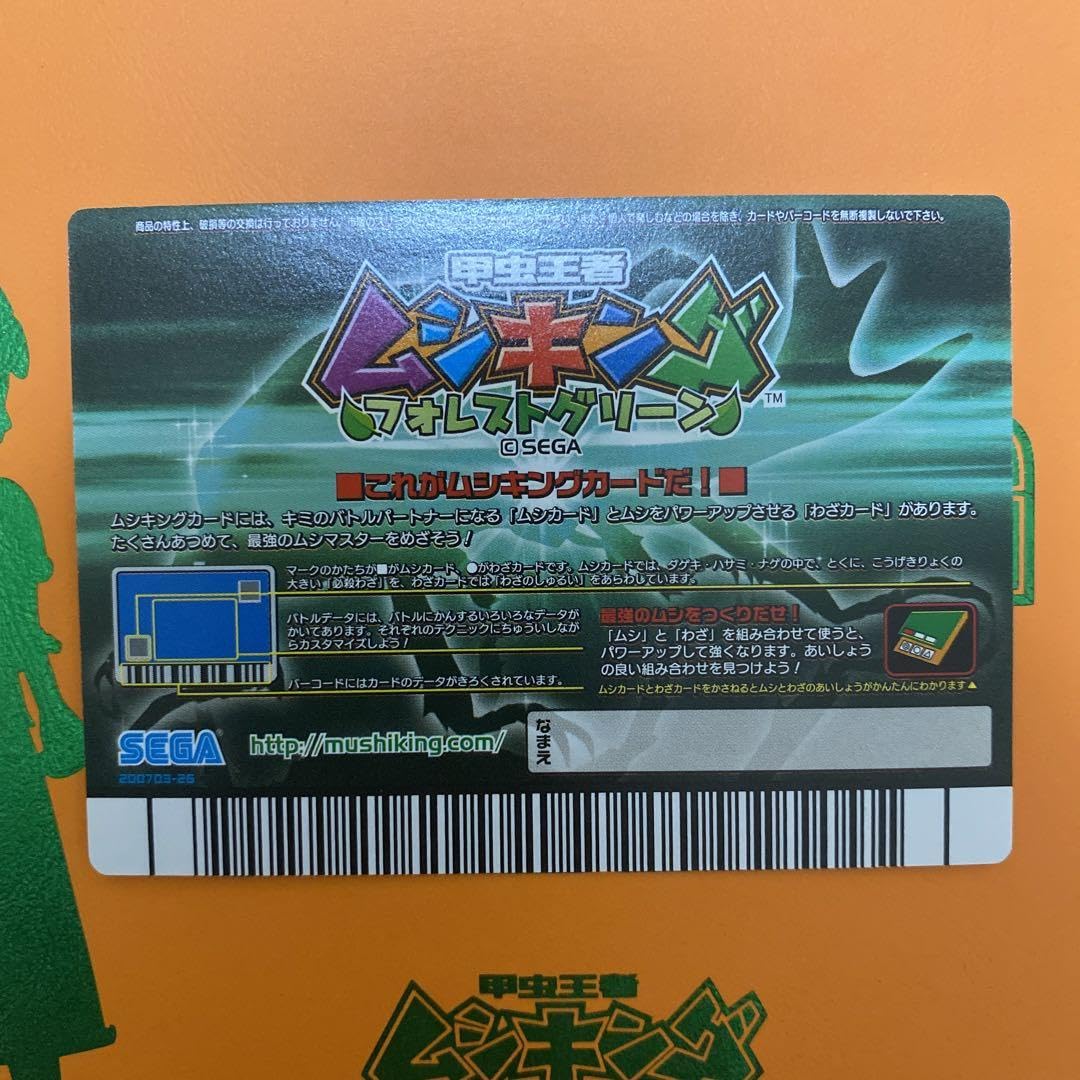 商品の特性上、破損等の交換は行っておりません。
個人で楽しむなどの場合を除き、カードやバーコードを無断複製しないで下さい。
甲虫王者
ムシキング
TM
フォレストグリーン
©SEGA
■これがムシキングカードだ！■
ムシキングカードには、キミのバトルパートナーになる「ムシカード」とムシをパワーアップさせる「わざカード」があります。
たくさんあつめて、最強のムシマスターをめざそう！
マークのかたちが■がムシカード、●がわざカードです。ムシカードでは、ダゲキ・ハサミ・ナゲの中で、とくに、こうげきりょくの
大きい「必殺わざ」を、わざカードでは「わざのしゅるい」をあらわしています。
バトルデータには、バトルにかんするいろいろなデータが
かいてあります。それぞれのテクニックにちゅういしなが
らカスタマイズしよう！
バーコードにはカードのデータがきろくされています。
最強のムシをつくりだせ！
「ムシ」と「わざ」を組み合わせて使うと、
パワーアップして強くなります。あいしょう
の良い組み合わせを見つけよう！
ムシカードとわざカードをかさねるとムシとわざのあいしょうがかんたんにわかります▲
SEGA
http://mushiking.com/
なまえ
200703-26
甲虫王者
ムシキング